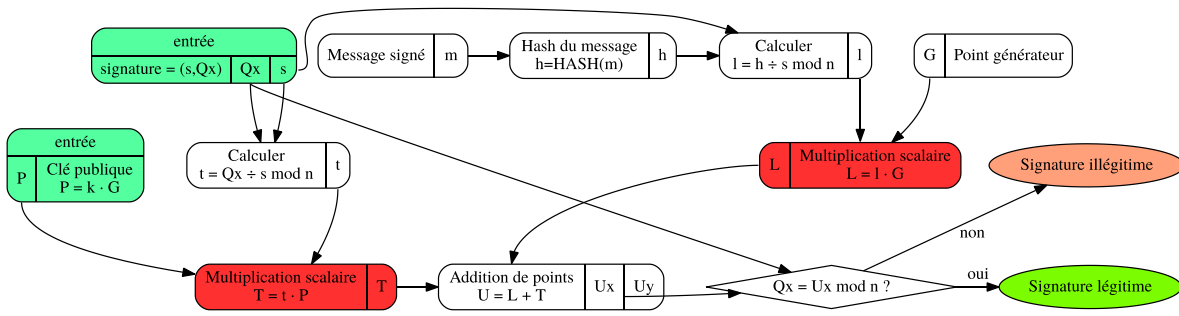 entrée
signature = (s,Qx) Qx s
Message signé m
Hash du message
h=HASH(m)
h
Calculer
l = h ÷ s mod n
l
G Point générateur
entrée
P
Clé publique
P = k · G
Calculer
t = Qx ÷ s mod n
t
L
Multiplication scalaire
L = l · G
Signature illégitime
non
Multiplication scalaire
T = t · P
T
Addition de points
U = L + T
Ux Uy
Qx = Ux mod n ?
oui
Signature légitime